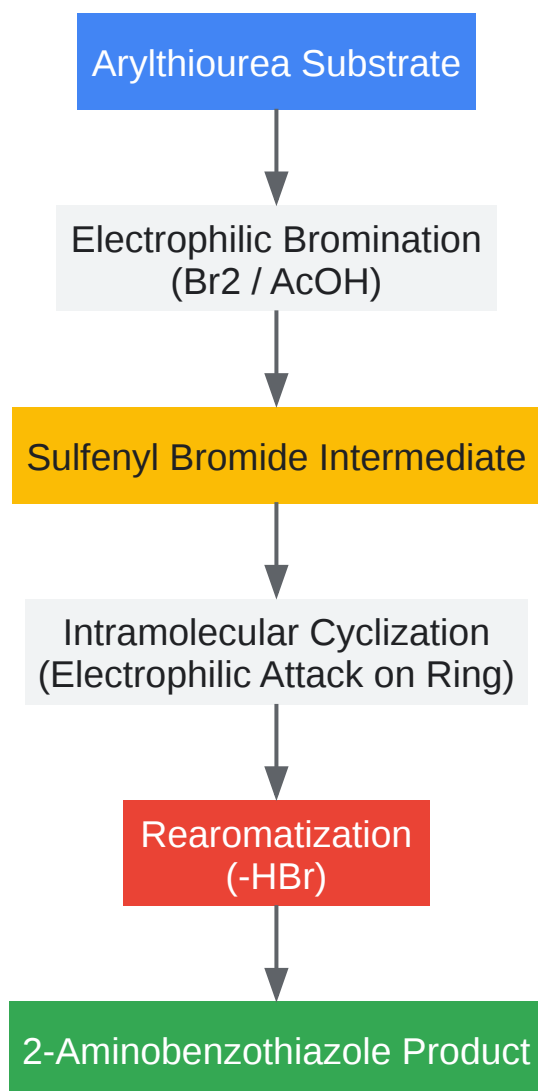 Arylthiourea Substrate
Electrophilic Bromination
(Br2 / AcOH)
Sulfenyl Bromide Intermediate
Intramolecular Cyclization
(Electrophilic Attack on Ring)
Rearomatization
(-HBr)
2-Aminobenzothiazole Product